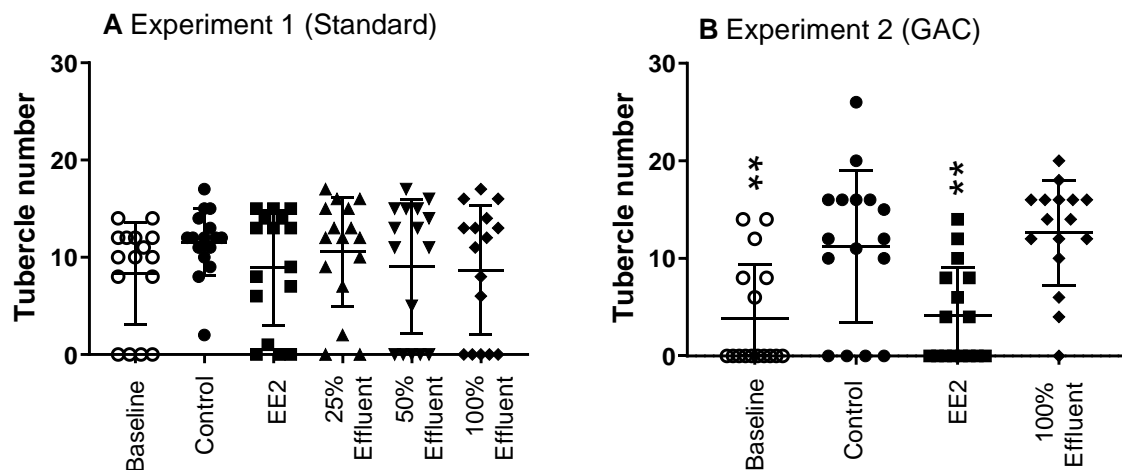 A Experiment 1 (Standard)
30
20
10
0
Tubercle number
Baseline
Control
EE2
25%
Effluent
50%
Effluent
100%
Effluent
B Experiment 2 (GAC)
30
20
10
0
Tubercle number
**
**
Baseline
Control
EE2
100%
Effluent